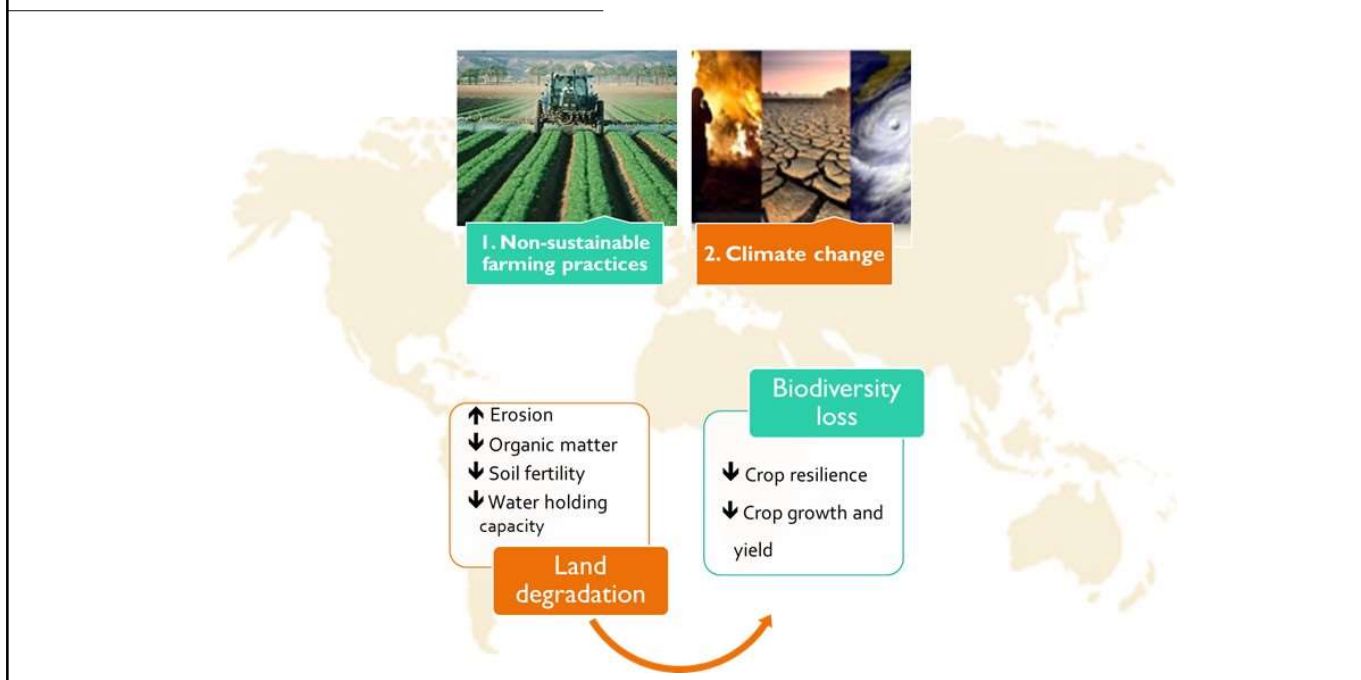 1. Non-sustainable
farming practices
2. Climate change
↑ Erosion
↓ Organic matter
↓ Soil fertility
↓ Water holding
capacity
Land
degradation
Biodiversity
loss
↓ Crop resilience
↓ Crop growth and
yield